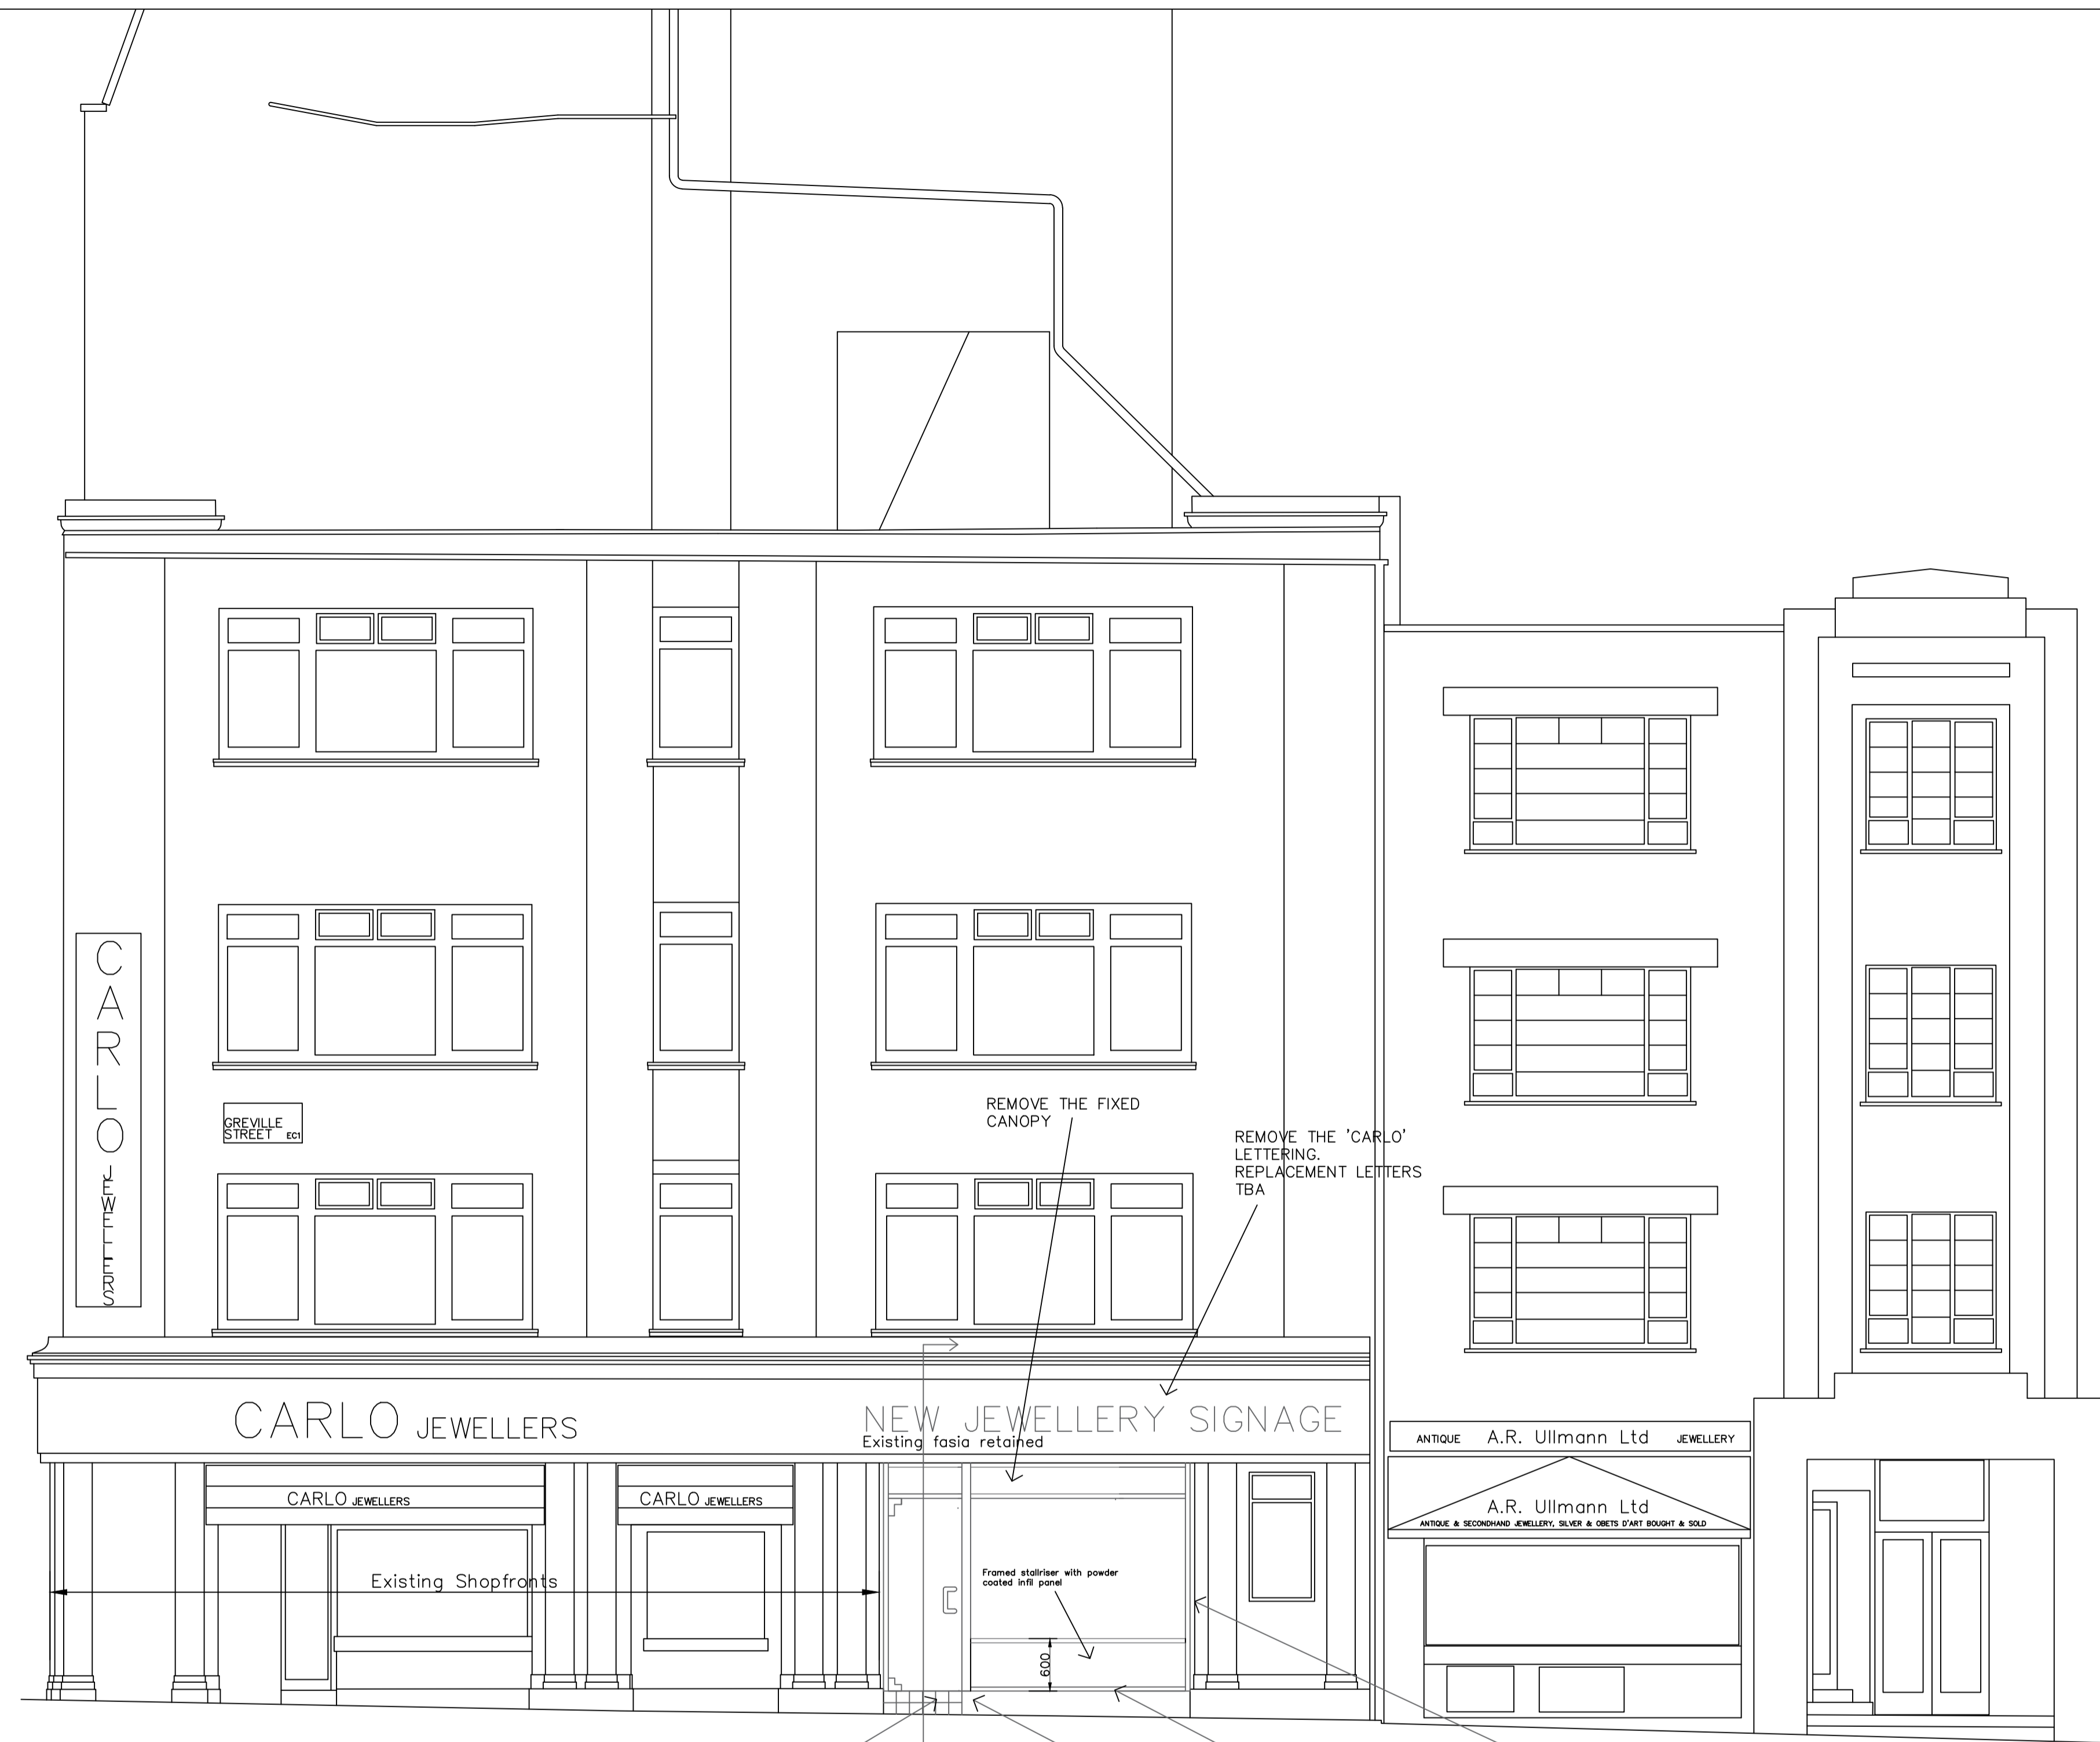 CARLO JEWELLERS
GREVILLE
STREET EC1
REMOVE THE FIXED
CANOPY
REMOVE THE 'CARLO'
LETTERING.
REPLACEMENT LETTERS
TBA
CARLO JEWELLERS
NEW JEWELLERY SIGNAGE
Existing fasia retained
ANTIQUE A.R. Ullmann Ltd JEWELLERY
CARLO JEWELLERS
CARLO JEWELLERS
A.R. Ullmann Ltd
ANTIQUE & SECONDHAND JEWELLERY, SILVER & OBETS D'ART BOUGHT & SOLD
Existing Shopfronts
Framed stallriser with powder
coated infil panel
600